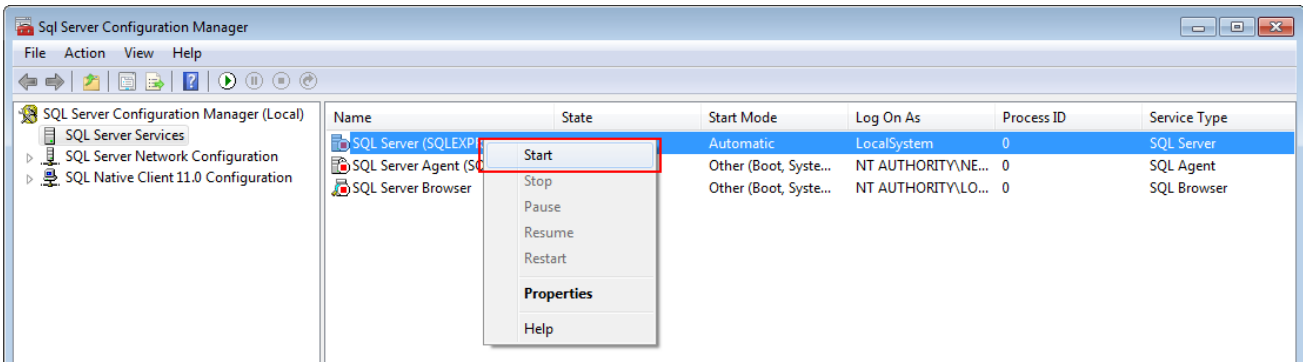 Sql Server Configuration Manager
File Action View Help
SQL Server Configuration Manager (Local)
SQL Server Services
SQL Server Network Configuration
SQL Native Client 11.0 Configuration
Name State Start Mode Log On As Process ID Service Type
SQL Server (SQLEXP Automatic LocalSystem 0 SQL Server
SQL Server Agent (SQ Other (Boot, Syste... NT AUTHORITY\NE... 0 SQL Agent
SQL Server Browser Other (Boot, Syste... NT AUTHORITY\LO... 0 SQL Browser
Start
Stop
Pause
Resume
Restart
Properties
Help